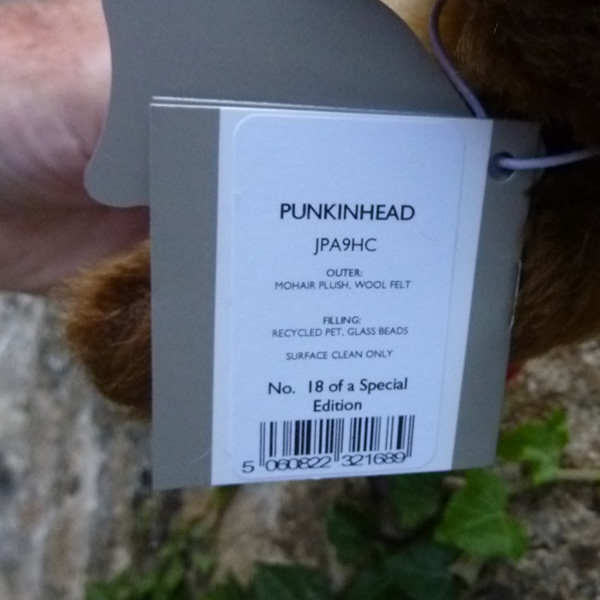 PUNKINHEAD
JPA9HC
OUTER:
MOHAIR PLUSH, WOOL FELT
FILLING:
RECYCLED PET, GLASS BEADS
SURFACE CLEAN ONLY
No. 18 of a Special
Edition
5 060822 321689